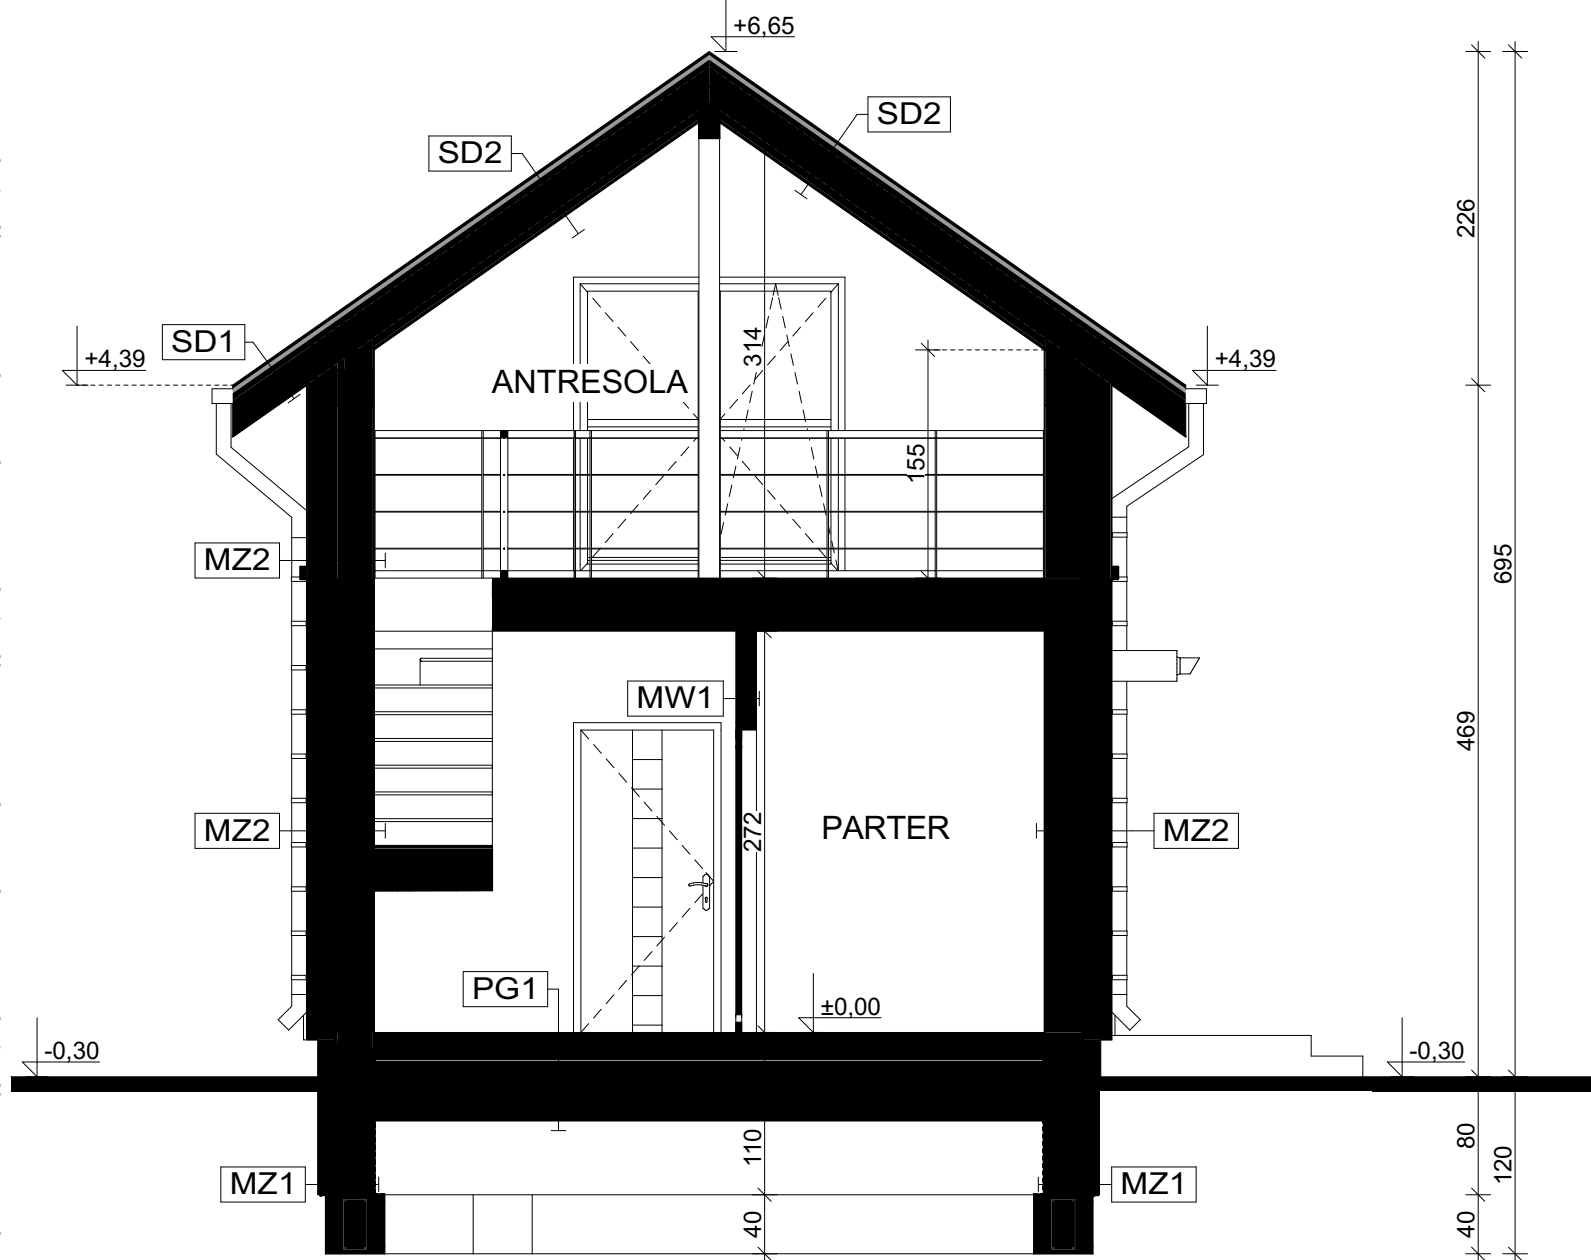 +6,65
SD2
SD2
226
SD1
+4,39
314
+4,39
ANTRESOLA
155
MZ2
695
MW1
469
MZ2
272
PARTER
MZ2
PG1
±0,00
-0,30
-0,30
110
80
MZ1
MZ1
120
40
40